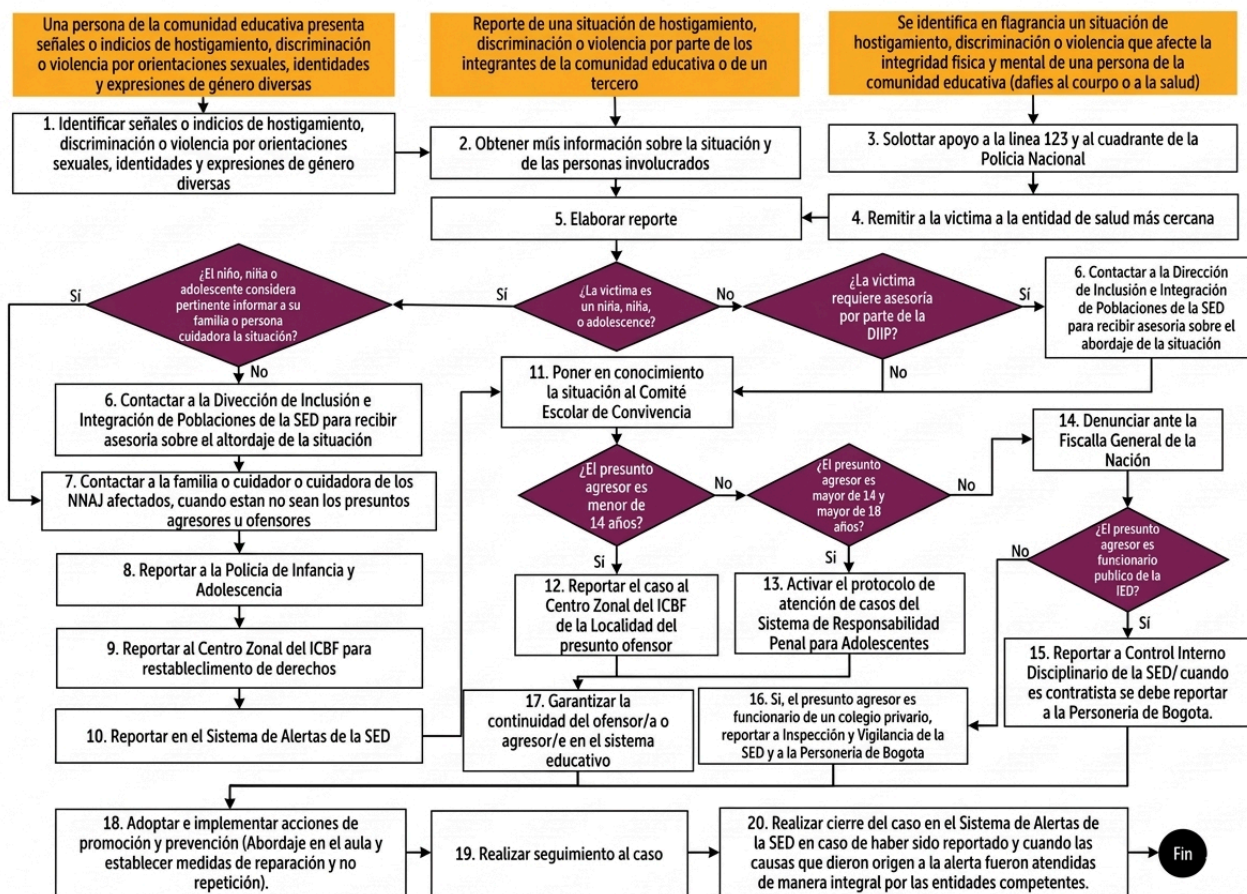 Una persona de la comunidad educativa presenta
señales o indicios de hostigamiento, discriminación
o violencia por orientaciones sexuales, identidades
y expresiones de género diversas
Reporte de una situación de hostigamiento,
discriminación o violencia por parte de los
integrantes de la comunidad educativa o de un
tercero
Se identifica en flagrancia un situación de
hostigamiento, discriminación o violencia que afecte la
integridad física y mental de una persona de la
comunidad educativa (dafies al courpo o a la salud)
1. Identificar señales o indicios de hostigamiento,
discriminación o violencia por orientaciones
sexuales, identidades y expresiones de género
diversas
2. Obtener mús información sobre la situación y
de las personas involucrados
3. Solottar apoyo a la linea 123 y al cuadrante de la
Policia Nacional
5. Elaborar reporte
4. Remitir a la victima a la entidad de salud más cercana
¿El niño, niña o
adolescente considera
pertinente informar a su
familia o persona
cuidadora la situación?
Sí
No
¿La victima es
un niña, niña,
o adolescence?
Sí
No
¿La victima
requiere asesoría
por parte de la
DIIP?
Sí
No
6. Contactar a la Dirección
de Inclusión e Integración
de Poblaciones de la SED
para recibir asesoria sobre el
abordaje de la situación
6. Contactar a la Dirección de Inclusión e
Integración de Poblaciones de la SED para recibir
asesoría sobre el altordaje de la situación
11. Poner en conocimiento
la situación al Comité
Escolar de Convivencia
7. Contactar a la familia o cuidador o cuidadora de los
NNAJ afectados, cuando estan no sean los presuntos
agresores u ofensores
8. Reportar a la Policía de Infancia y
Adolescencia
9. Reportar al Centro Zonal del ICBF para
restableclimento de derechos
10. Reportar en el Sistema de Alertas de la SED
¿El presunto
agresor es
menor de
14 años?
No
Sí
¿El presunto
agresor es
mayor de 14 y
mayor de 18
años?
No
Si
14. Denunciar ante la
Fiscalla General de la
Nación
12. Reportar el caso al
Centro Zonal del ICBF
de la Localidad del
presunto ofensor
13. Activar el protocolo de
atención de casos del
Sistema de Responsabilidad
Penal para Adolescentes
¿El presunto
agresor es
funcionario
publico de la
IED?
No
Sí
15. Reportar a Control Interno
Disciplinario de la SED/ cuando
es contratista se debe reportar
a la Personeria de Bogota.
17. Garantizar la
continuidad del ofensor/a o
agresor/e en el sistema
educativo
16. Si, el presunto agresor es
funcionario de un colegio privario,
reportar a Inspección y Vigilancia de la
SED y a la Personeria de Bogota
18. Adoptar e implementar acciones de
promoción y prevención (Abordaje en el aula y
establecer medidas de reparación y no
repetición).
19. Realizar seguimiento al caso
20. Realizar cierre del caso en el Sistema de Alertas de
la SED en caso de haber sido reportado y cuando las
causas que dieron origen a la alerta fueron atendidas
de manera integral por las entidades competentes.
Fin